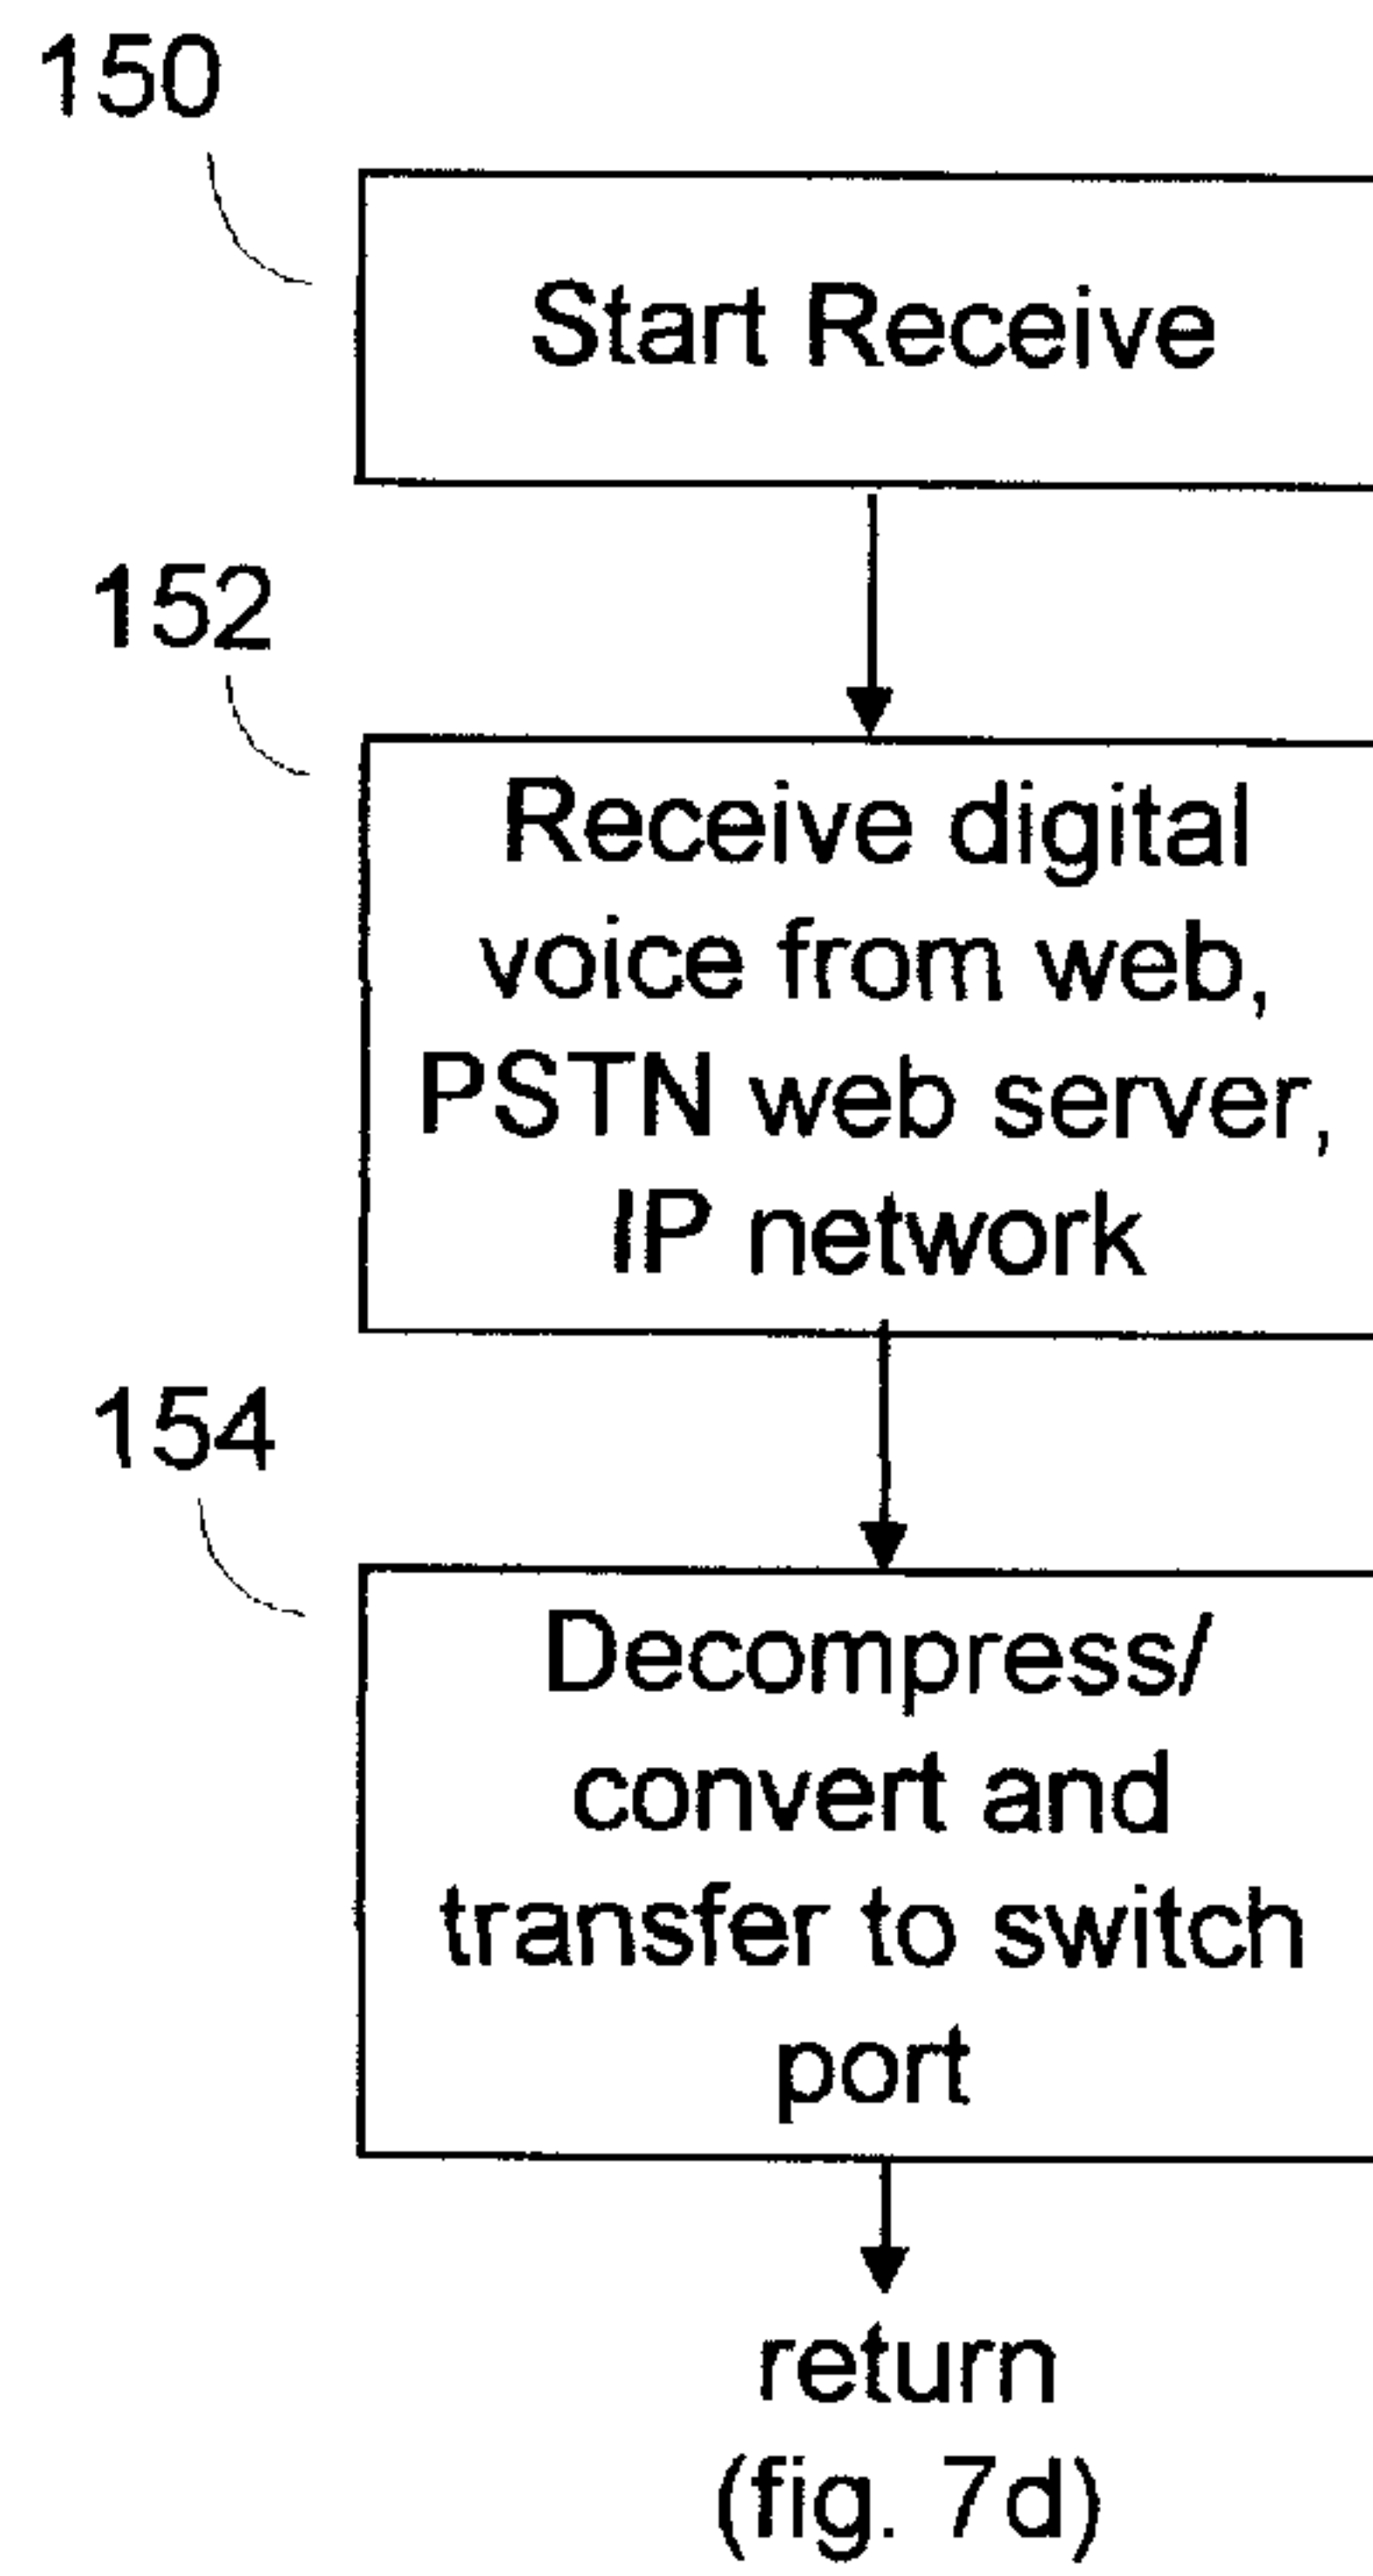 150
Start Receive
152
Receive digital
voice from web,
PSTN web server,
IP network
154
Decompress/
convert and
transfer to switch
port
return
(fig. 7d)